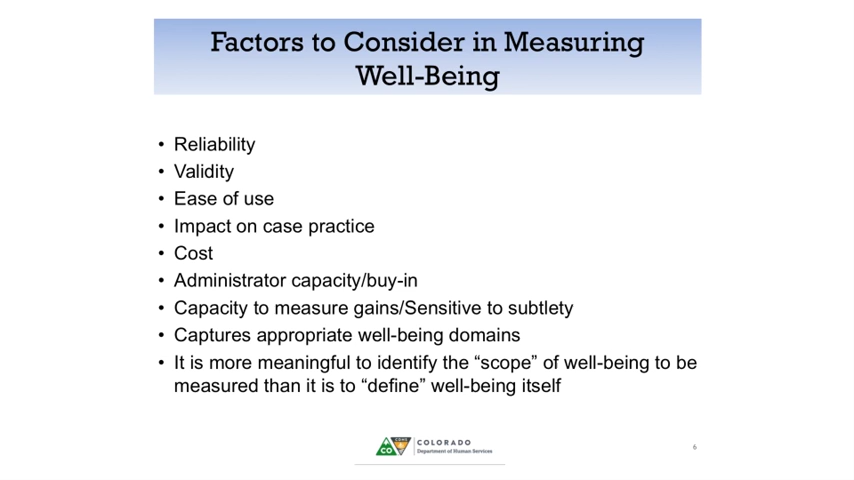 Factors to Consider in Measuring
Well-Being
• Reliability
• Validity
• Ease of use
• Impact on case practice
• Cost
• Administrator capacity/buy-in
• Capacity to measure gains/Sensitive to subtlety
• Captures appropriate well-being domains
• It is more meaningful to identify the “scope” of well-being to be
measured than it is to “define” well-being itself
CO
CDHS
COLORADO
Department of Human Services
6